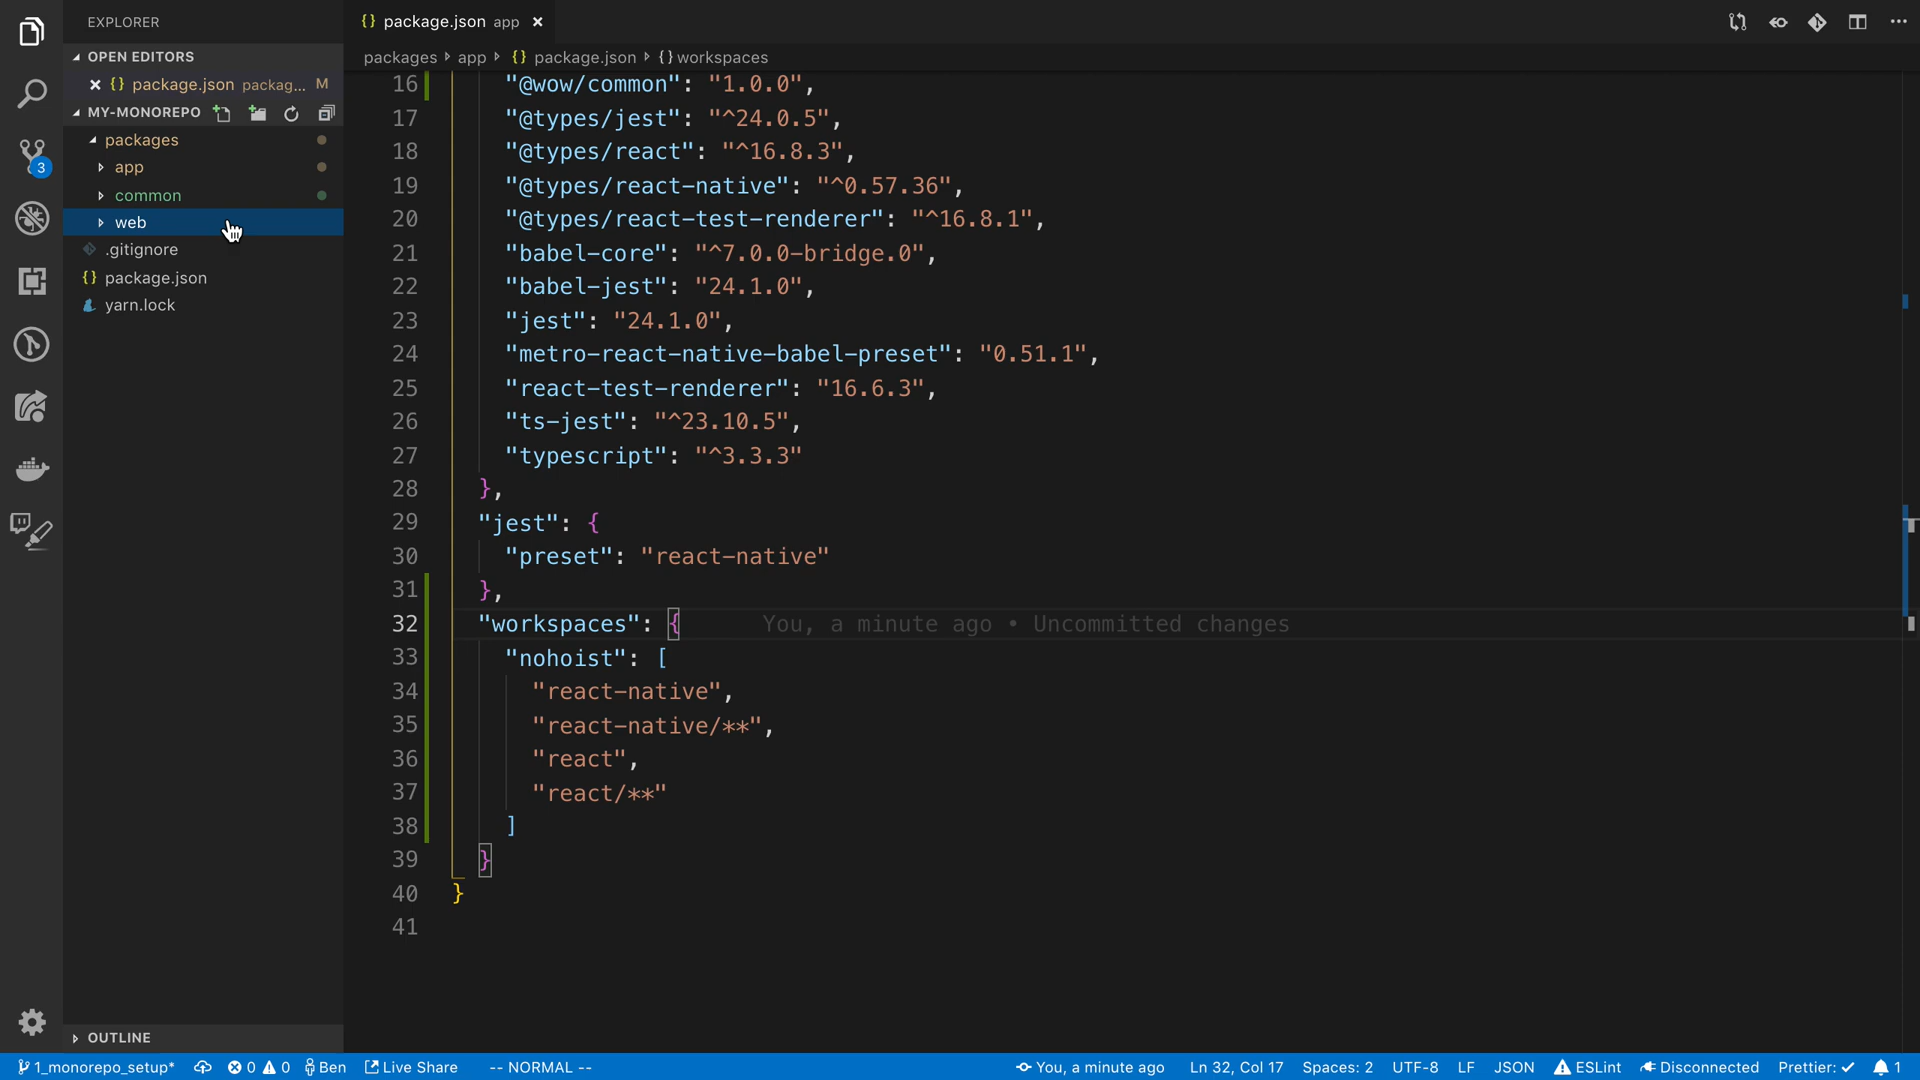 EXPLORER
OPEN EDITORS
package.json packag... M
MY-MONOREPO
packages
app
common
web
.gitignore
package.json
yarn.lock
OUTLINE
3
package.json app
packages app package.json {} workspaces
16 "@wow/common": "1.0.0",
17 "@types/jest": "^24.0.5",
18 "@types/react": "^16.8.3",
19 "@types/react-native": "^0.57.36",
20 "@types/react-test-renderer": "^16.8.1",
21 "babel-core": "^7.0.0-bridge.0",
22 "babel-jest": "24.1.0",
23 "jest": "24.1.0",
24 "metro-react-native-babel-preset": "0.51.1",
25 "react-test-renderer": "16.6.3",
26 "ts-jest": "^23.10.5",
27 "typescript": "^3.3.3"
28 },
29 "jest": {
30 "preset": "react-native"
31 },
32 "workspaces": { You, a minute ago • Uncommitted changes
33 "nohoist": [
34 "react-native",
35 "react-native/**",
36 "react",
37 "react/**"
38 ]
39 }
40 }
41
1_monorepo_setup* 0 0 Ben Live Share -- NORMAL -- You, a minute ago Ln 32, Col 17 Spaces: 2 UTF-8 LF JSON ESLint Disconnected Prettier: ✓ 1